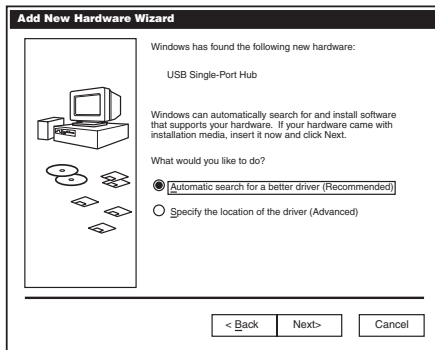 Add New Hardware Wizard
Windows has found the following new hardware:
USB Single-Port Hub
Windows can automatically search for and install software
that supports your hardware. If your hardware came with
installation media, insert it now and click Next.
What would you like to do?
Automatic search for a better driver (Recommended)
Specify the location of the driver (Advanced)
< Back Next> Cancel